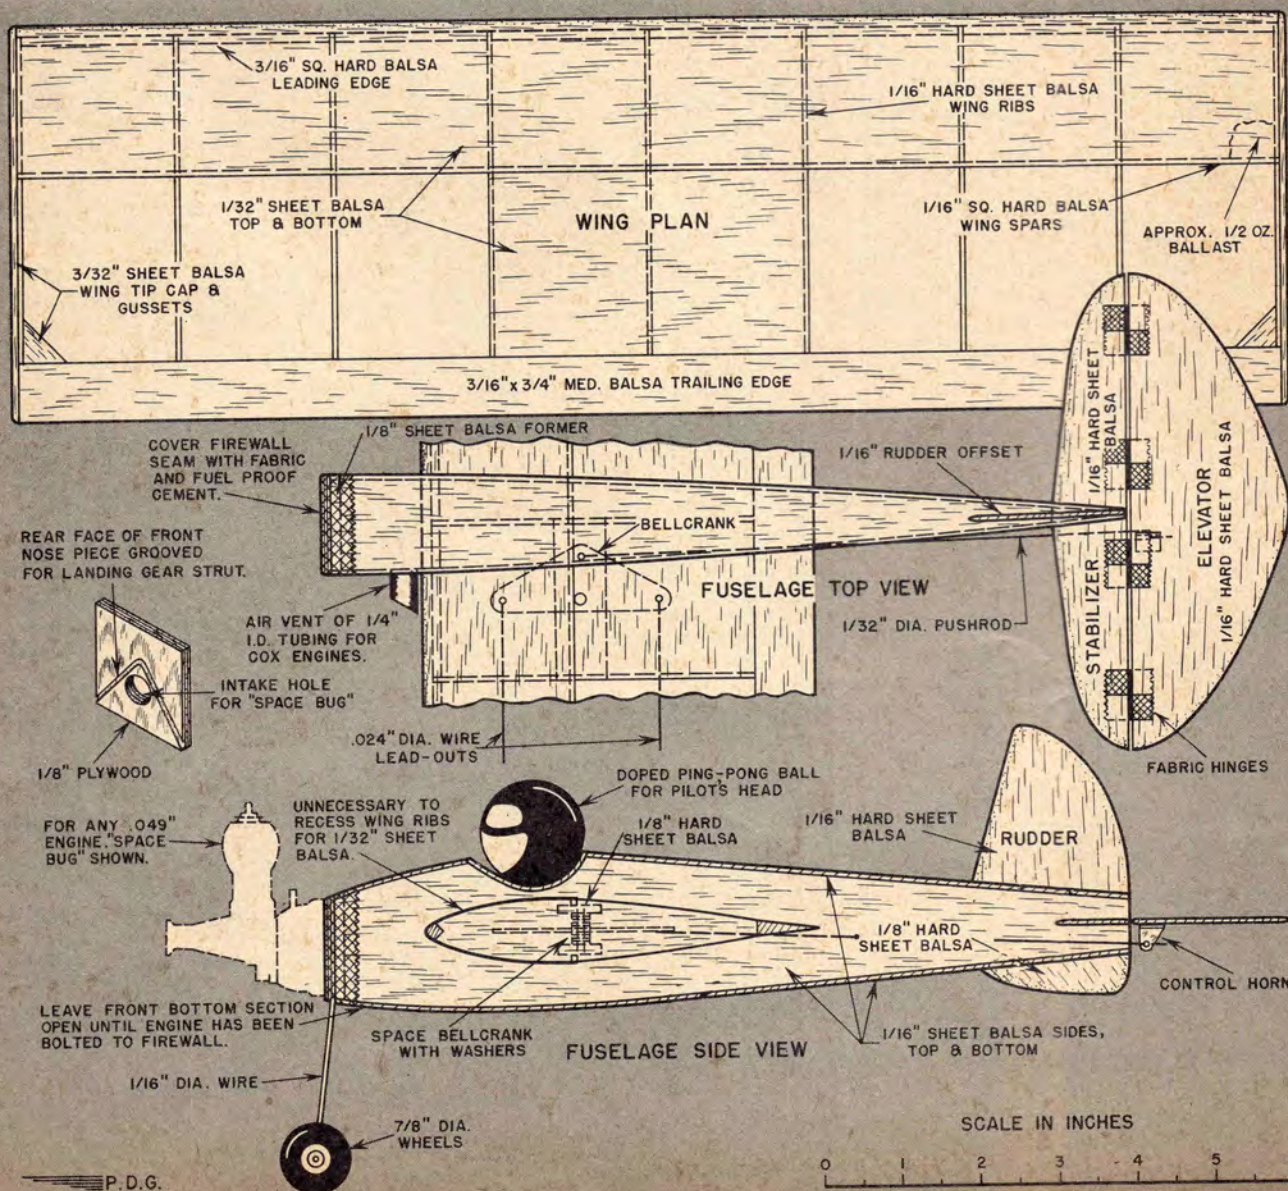 3/16" SQ. HARD BALSA
LEADING EDGE
1/16" HARD SHEET BALSA
WING RIBS
1/32" SHEET BALSA
TOP & BOTTOM
WING PLAN
1/16" SQ. HARD BALSA
WING SPARS
APPROX. 1/2 OZ.
BALLAST
3/32" SHEET BALSA
WING TIP CAP &
GUSSETS
3/16" x 3/4" MED. BALSA TRAILING EDGE
COVER FIREWALL
SEAM WITH FABRIC
AND FUEL PROOF
CEMENT.
1/8" SHEET BALSA FORMER
1/16" RUDDER OFFSET
STABILIZER
1/16" HARD SHEET
BALSA
ELEVATOR
1/16" HARD SHEET BALSA
REAR FACE OF FRONT
NOSE PIECE GROOVED
FOR LANDING GEAR STRUT.
BELLCRANK
FUSELAGE TOP VIEW
AIR VENT OF 1/4"
I.D. TUBING FOR
COX ENGINES.
1/32" DIA. PUSHROD
INTAKE HOLE
FOR "SPACE BUG"
1/8" PLYWOOD
.024" DIA. WIRE
LEAD-OUTS
FABRIC HINGES
DOPED PING-PONG BALL
FOR PILOT'S HEAD
FOR ANY .049"
ENGINE. "SPACE
BUG" SHOWN.
UNNECESSARY TO
RECESS WING RIBS
FOR 1/32" SHEET
BALSA.
1/8" HARD
SHEET BALSA
1/16" HARD SHEET
BALSA
RUDDER
1/8" HARD
SHEET BALSA
CONTROL HORN
LEAVE FRONT BOTTOM SECTION
OPEN UNTIL ENGINE HAS BEEN
BOLTED TO FIREWALL.
SPACE BELLCRANK
WITH WASHERS
FUSELAGE SIDE VIEW
1/16" SHEET BALSA SIDES,
TOP & BOTTOM
1/16" DIA. WIRE
7/8" DIA.
WHEELS
SCALE IN INCHES
0 1 2 3 4 5
P.D.G.